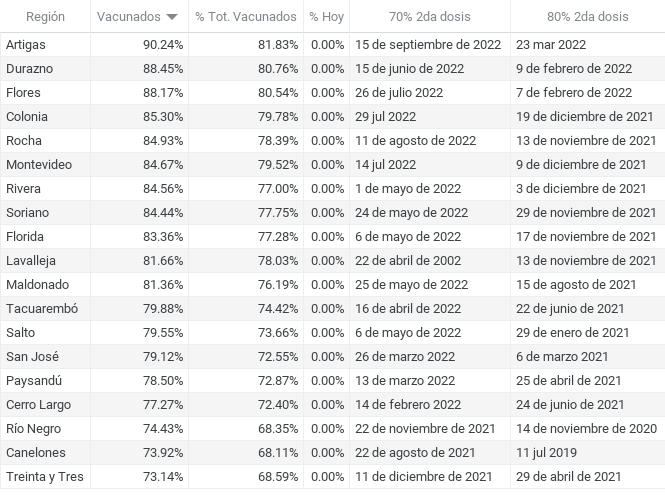 Región Vacunados % Tot. Vacunados % Hoy 70% 2da dosis 80% 2da dosis
Artigas 90.24% 81.83% 0.00% 15 de septiembre de 2022 23 mar 2022
Durazno 88.45% 80.76% 0.00% 15 de junio de 2022 9 de febrero de 2022
Flores 88.17% 80.54% 0.00% 26 de julio 2022 7 de febrero de 2022
Colonia 85.30% 79.78% 0.00% 29 jul 2022 19 de diciembre de 2021
Rocha 84.93% 78.39% 0.00% 11 de agosto de 2022 13 de noviembre de 2021
Montevideo 84.67% 79.52% 0.00% 14 jul 2022 9 de diciembre de 2021
Rivera 84.56% 77.00% 0.00% 1 de mayo de 2022 3 de diciembre de 2021
Soriano 84.44% 77.75% 0.00% 24 de mayo de 2022 29 de noviembre de 2021
Florida 83.36% 77.28% 0.00% 6 de mayo de 2022 17 de noviembre de 2021
Lavalleja 81.66% 78.03% 0.00% 22 de abril de 2002 13 de noviembre de 2021
Maldonado 81.36% 76.19% 0.00% 25 de mayo de 2022 15 de agosto de 2021
Tacuarembó 79.88% 74.42% 0.00% 16 de abril de 2022 22 de junio de 2021
Salto 79.55% 73.66% 0.00% 6 de mayo de 2022 29 de enero de 2021
San José 79.12% 72.55% 0.00% 26 de marzo 2022 6 de marzo 2021
Paysandú 78.50% 72.87% 0.00% 13 de marzo de 2022 25 de abril de 2021
Cerro Largo 77.27% 72.40% 0.00% 14 de febrero 2022 24 de junio de 2021
Río Negro 74.43% 68.35% 0.00% 22 de noviembre de 2021 14 de noviembre de 2020
Canelones 73.92% 68.11% 0.00% 22 de agosto de 2021 11 jul 2019
Treinta y Tres 73.14% 68.59% 0.00% 11 de diciembre de 2021 29 de abril de 2021